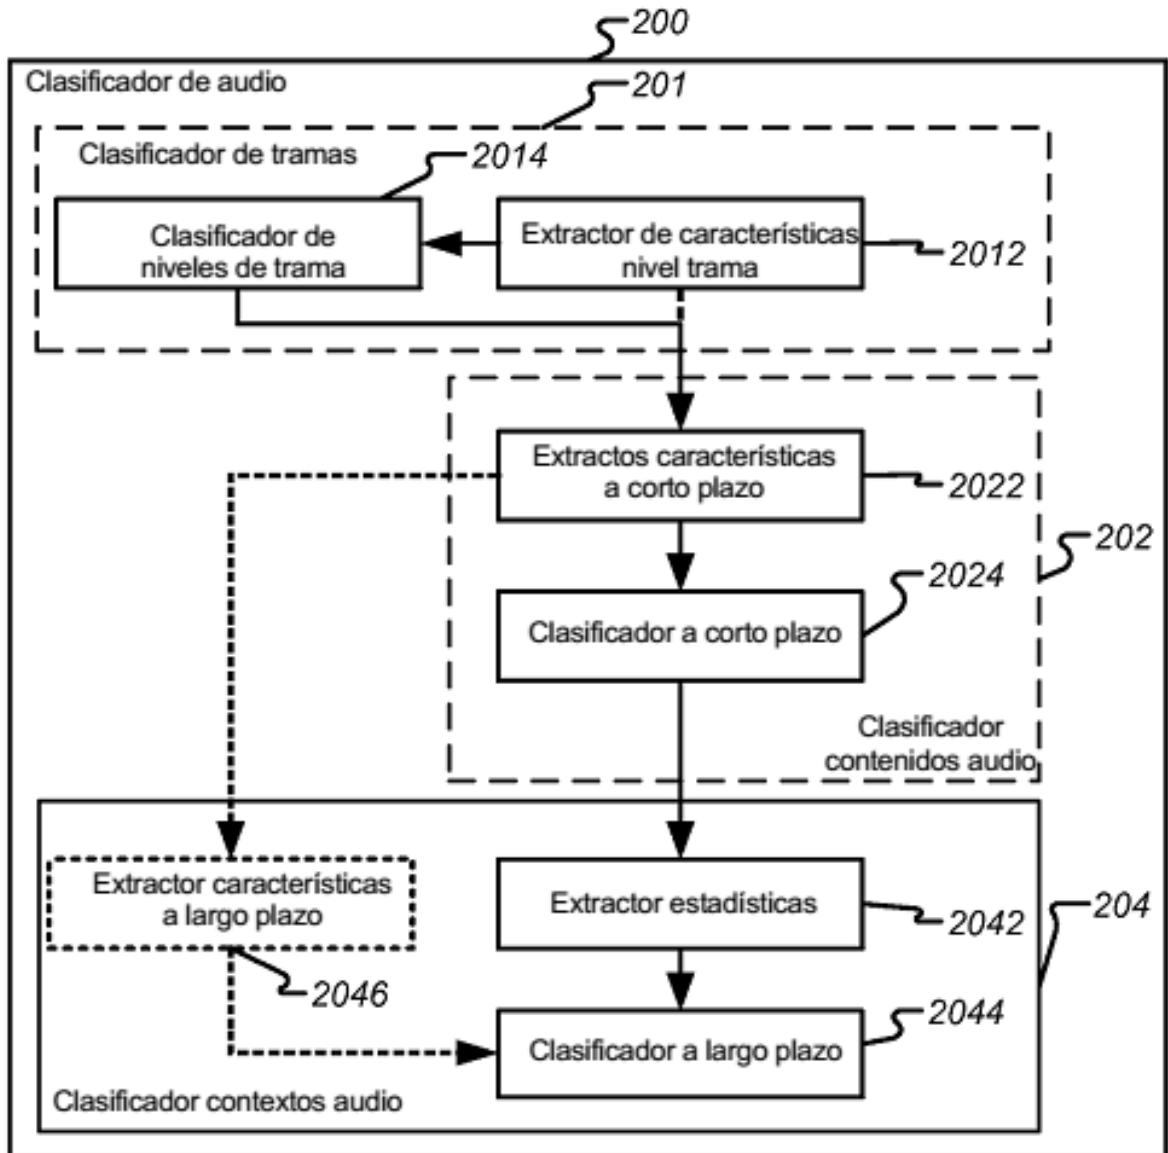 200
Clasificador de audio
201
Clasificador de tramas
2014
Clasificador de
niveles de trama
Extractor de características
nivel trama
2012
Extractos características
a corto plazo
2022
202
2024
Clasificador a corto plazo
Clasificador
contenidos audio
Extractor características
a largo plazo
2046
Extractor estadísticas
2042
204
2044
Clasificador a largo plazo
Clasificador contextos audio